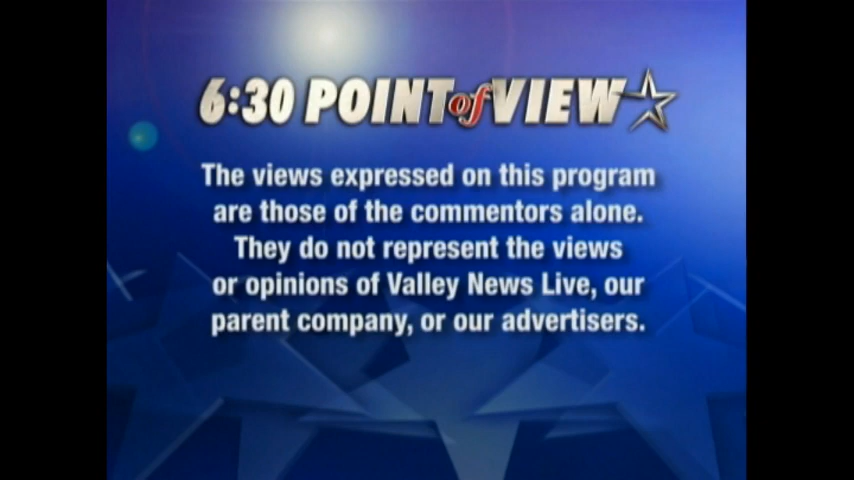 6:30 POINT of VIEW
The views expressed on this program
are those of the commentors alone.
They do not represent the views
or opinions of Valley News Live, our
parent company, or our advertisers.